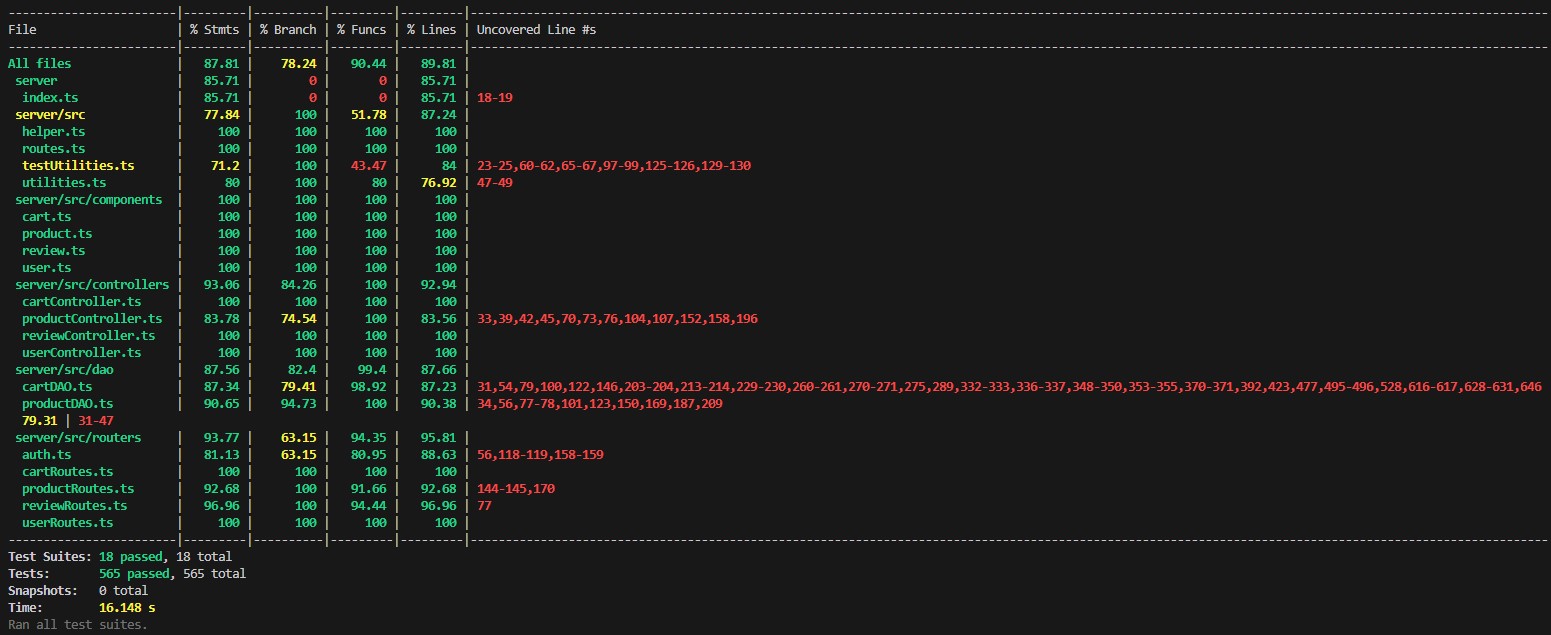 ------------------------|---------|----------|---------|---------|------------------------------
File | % Stmts | % Branch | % Funcs | % Lines | Uncovered Line #s
------------------------|---------|----------|---------|---------|------------------------------
All files | 87.81 | 78.24 | 90.44 | 89.81 |
server | 85.71 | 0 | 0 | 85.71 |
index.ts | 85.71 | 0 | 0 | 85.71 | 18-19
server/src | 77.84 | 100 | 51.78 | 87.24 |
helper.ts | 100 | 100 | 100 | 100 |
routes.ts | 100 | 100 | 100 | 100 |
testUtilities.ts | 71.2 | 100 | 43.47 | 84 | 23-25,60-62,65-67,97-99,125-126,129-130
utilities.ts | 80 | 100 | 80 | 76.92 | 47-49
server/src/components | 100 | 100 | 100 | 100 |
cart.ts | 100 | 100 | 100 | 100 |
product.ts | 100 | 100 | 100 | 100 |
review.ts | 100 | 100 | 100 | 100 |
user.ts | 100 | 100 | 100 | 100 |
server/src/controllers | 93.06 | 84.26 | 100 | 92.94 |
cartController.ts | 100 | 100 | 100 | 100 |
productController.ts | 83.78 | 74.54 | 100 | 83.56 | 33,39,42,45,70,73,76,104,107,152,158,196
reviewController.ts | 100 | 100 | 100 | 100 |
userController.ts | 100 | 100 | 100 | 100 |
server/src/dao | 87.56 | 82.4 | 99.4 | 87.66 |
cartDAO.ts | 87.34 | 79.41 | 98.92 | 87.23 | 31,54,79,100,122,146,203-204,213-214,229-230,260-261,270-271,275,289,332-333,336-337,348-350,353-355,370-371,392,423,477,495-496,528,616-617,628-631,646
productDAO.ts | 90.65 | 94.73 | 100 | 90.38 | 34,56,77-78,101,123,150,169,187,209
79.31 | 31-47
server/src/routers | 93.77 | 63.15 | 94.35 | 95.81 |
auth.ts | 81.13 | 63.15 | 80.95 | 88.63 | 56,118-119,158-159
cartRoutes.ts | 100 | 100 | 100 | 100 |
productRoutes.ts | 92.68 | 100 | 91.66 | 92.68 | 144-145,170
reviewRoutes.ts | 96.96 | 100 | 94.44 | 96.96 | 77
userRoutes.ts | 100 | 100 | 100 | 100 |
------------------------|---------|----------|---------|---------|------------------------------
Test Suites: 18 passed, 18 total
Tests: 565 passed, 565 total
Snapshots: 0 total
Time: 16.148 s
Ran all test suites.